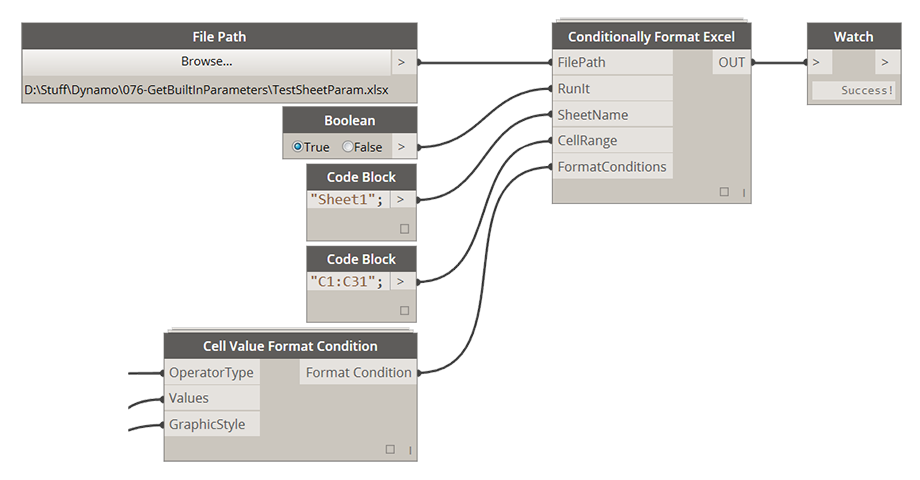 File Path
Browse...
>
D:\Stuff\Dynamo\076-GetBuiltInParameters\TestSheetParam.xlsx
Boolean
True False >
Code Block
"Sheet1"; >
Code Block
"C1:C31"; >
Cell Value Format Condition
OperatorType Format Condition
Values
GraphicStyle
Conditionally Format Excel
FilePath OUT
RunIt
SheetName
CellRange
FormatConditions
Watch
> >
Success!